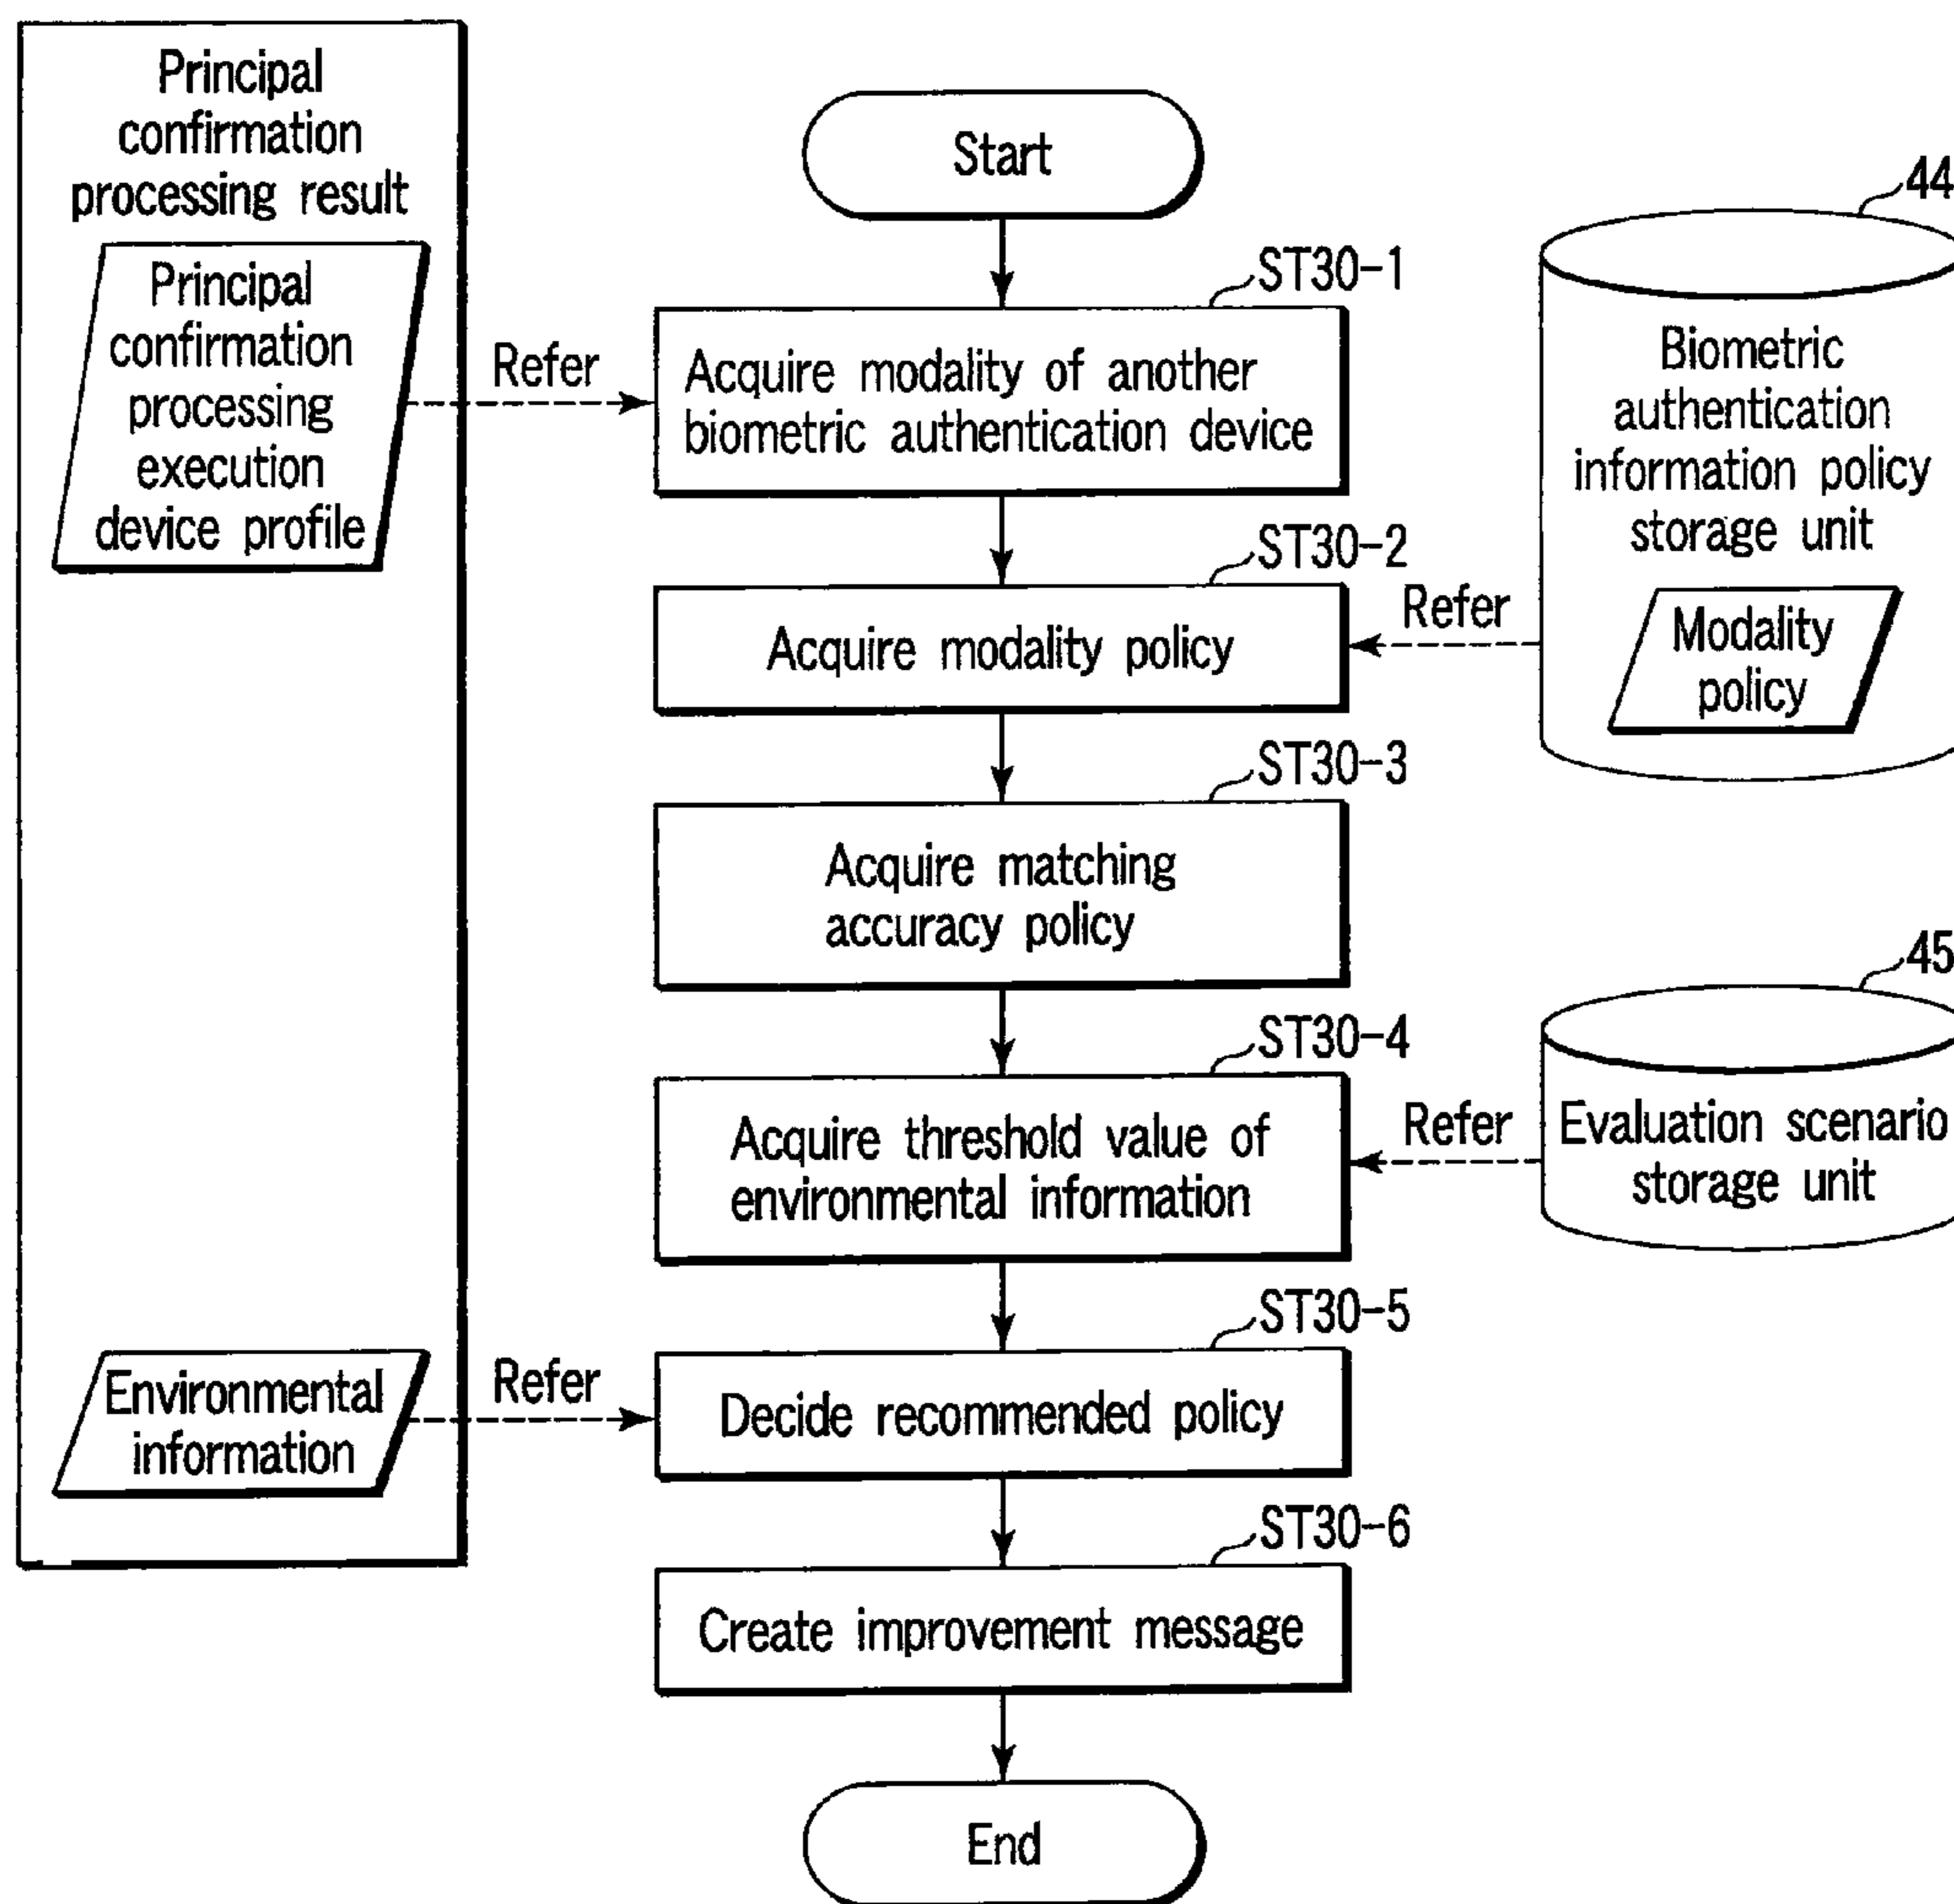 Principal
confirmation
processing result
Principal
confirmation
processing
execution
device profile
Refer
Environmental
information
Refer
Start
ST30-1
Acquire modality of another
biometric authentication device
ST30-2
Acquire modality policy
ST30-3
Acquire matching
accuracy policy
ST30-4
Acquire threshold value of
environmental information
ST30-5
Decide recommended policy
ST30-6
Create improvement message
End
44
Biometric
authentication
information policy
storage unit
Refer
Modality
policy
45
Refer
Evaluation scenario
storage unit